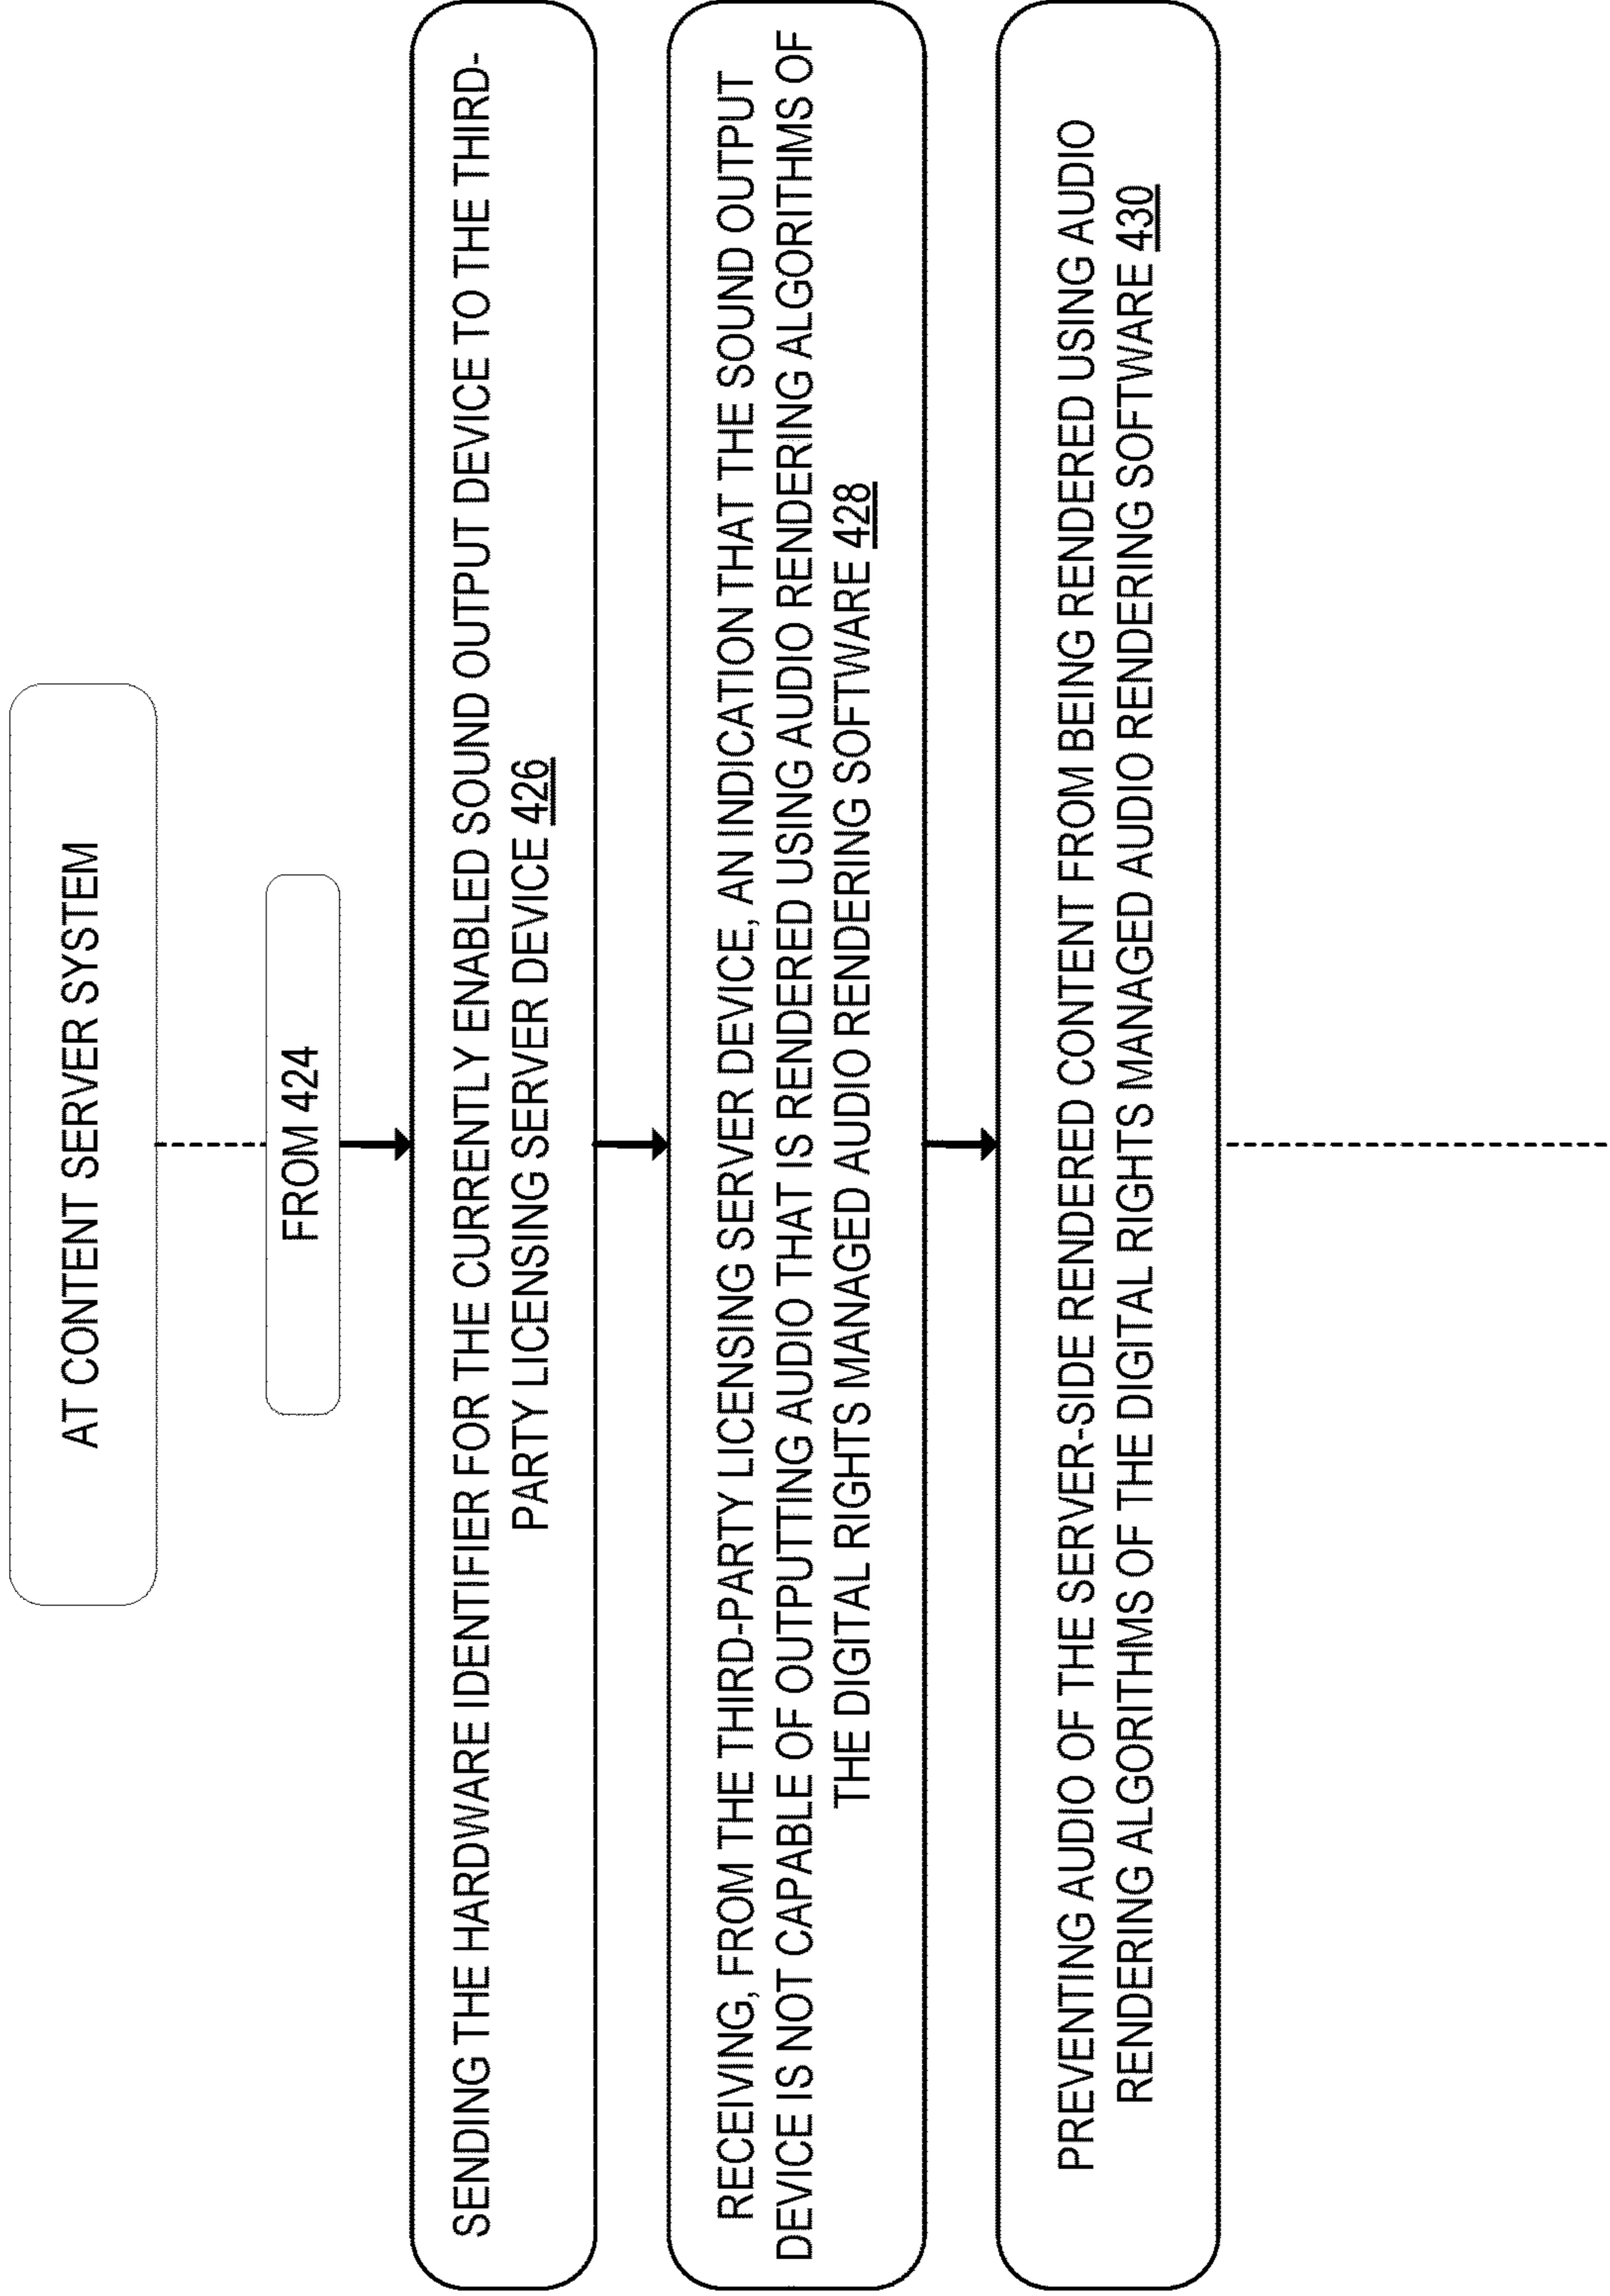 AT CONTENT SERVER SYSTEM
FROM 424
SENDING THE HARDWARE IDENTIFIER FOR THE CURRENTLY ENABLED SOUND OUTPUT DEVICE TO THE THIRD-
PARTY LICENSING SERVER DEVICE 426
RECEIVING, FROM THE THIRD-PARTY LICENSING SERVER DEVICE, AN INDICATION THAT THE SOUND OUTPUT
DEVICE IS NOT CAPABLE OF OUTPUTTING AUDIO THAT IS RENDERED USING AUDIO RENDERING ALGORITHMS OF
THE DIGITAL RIGHTS MANAGED AUDIO RENDERING SOFTWARE 428
PREVENTING AUDIO OF THE SERVER-SIDE RENDERED CONTENT FROM BEING RENDERED USING AUDIO
RENDERING ALGORITHMS OF THE DIGITAL RIGHTS MANAGED AUDIO RENDERING SOFTWARE 430